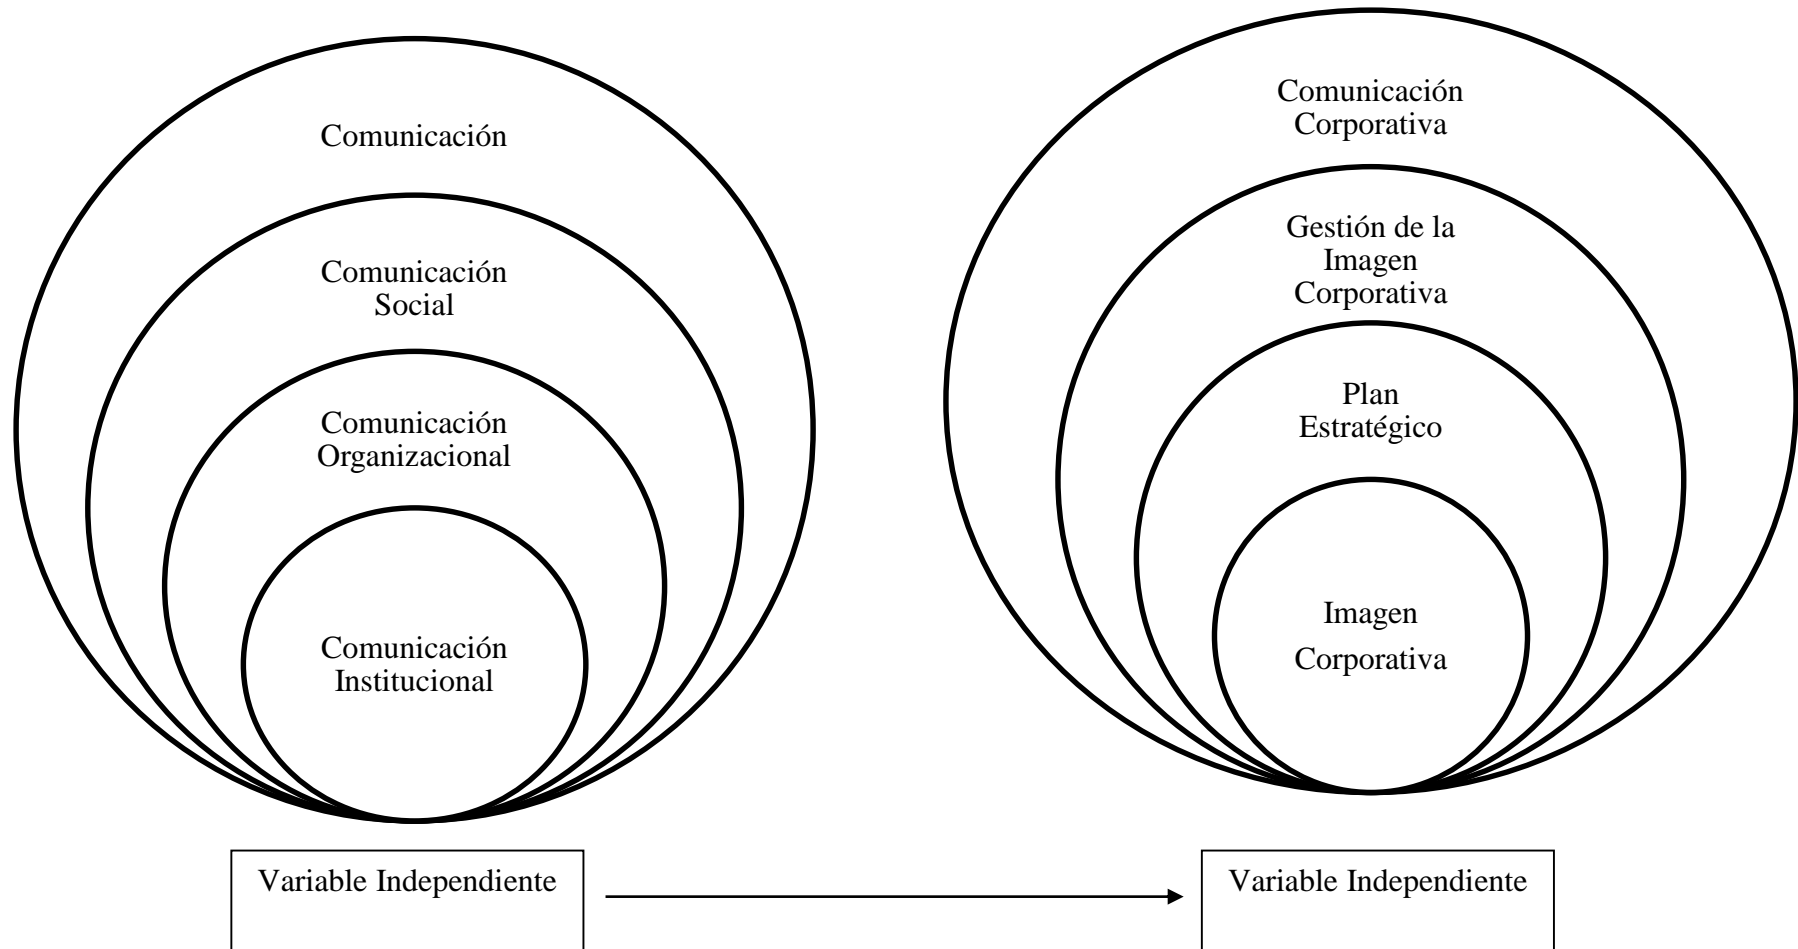 Comunicación
Comunicación
Social
Comunicación
Organizacional
Comunicación
Institucional
Variable Independiente
Comunicación
Corporativa
Gestión de la
Imagen
Corporativa
Plan
Estratégico
Imagen
Corporativa
Variable Independiente